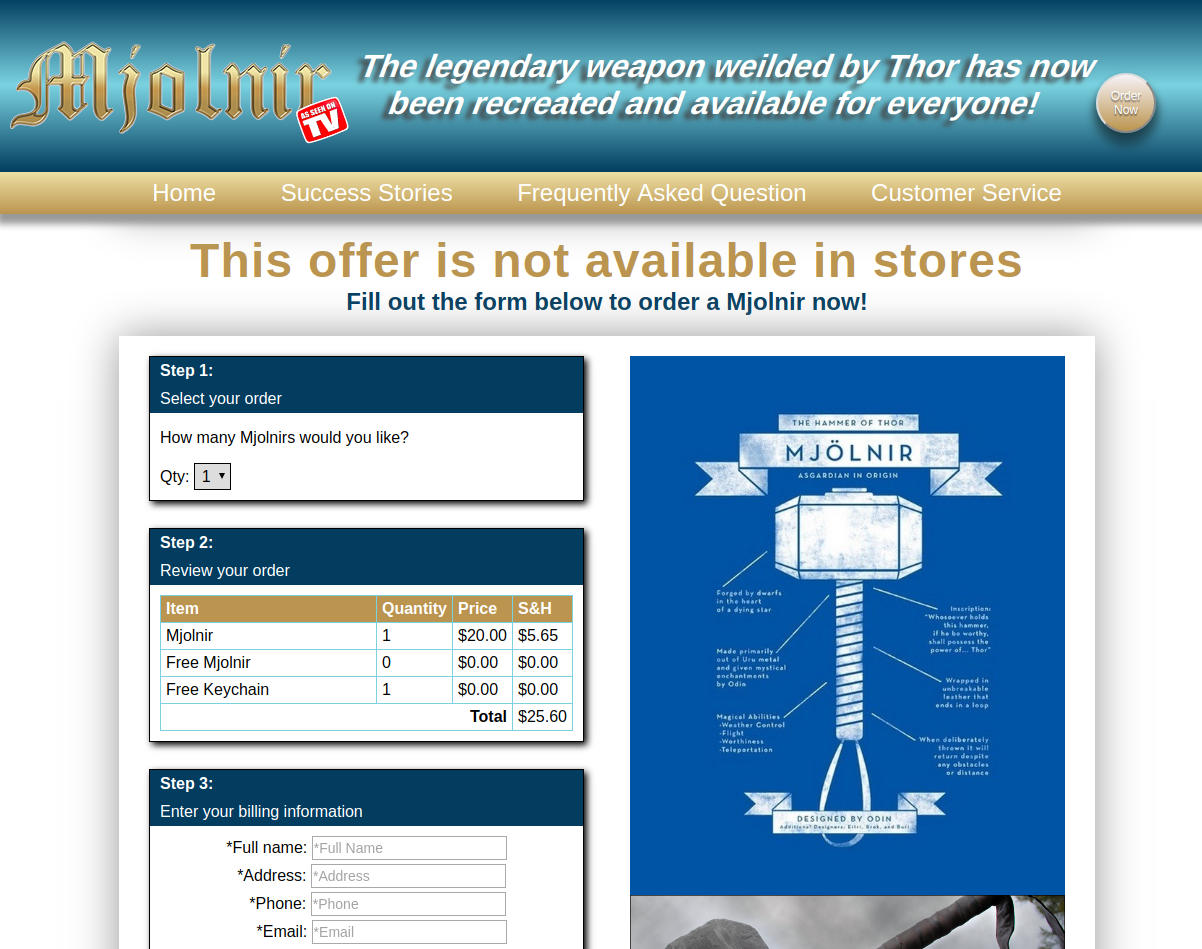 Mjolnir
AS SEEN ON
TV
The legendary weapon weilded by Thor has now
been recreated and available for everyone!
Order
Now
Home Success Stories Frequently Asked Question Customer Service
This offer is not available in stores
Fill out the form below to order a Mjolnir now!
Step 1:
Select your order
How many Mjolnirs would you like?
Qty: 1
Step 2:
Review your order
Item Quantity Price S&H
Mjolnir 1 $20.00 $5.65
Free Mjolnir 0 $0.00 $0.00
Free Keychain 1 $0.00 $0.00
Total $25.60
Step 3:
Enter your billing information
*Full name: *Full Name
*Address: *Address
*Phone: *Phone
*Email: *Email
THE HAMMER OF THOR
MJÖLNIR
ASGARDIAN IN ORIGIN
Forged by dwarfs
in the heart
of a dying star
Inscription:
"Whosoever holds
this hammer,
if he be worthy,
shall possess the
power of... Thor"
Made primarily
out of Uru metal
and given mystical
enchantments
by Odin
Wrapped in
unbreakable
leather that
ends in a loop
Magical Abilities
-Weather Control
-Flight
-Worthiness
-Teleportation
When deliberately
thrown it will
return despite
any obstacles
or distance
DESIGNED BY ODIN
Additional Designers: Eitri, Brok, and Buri